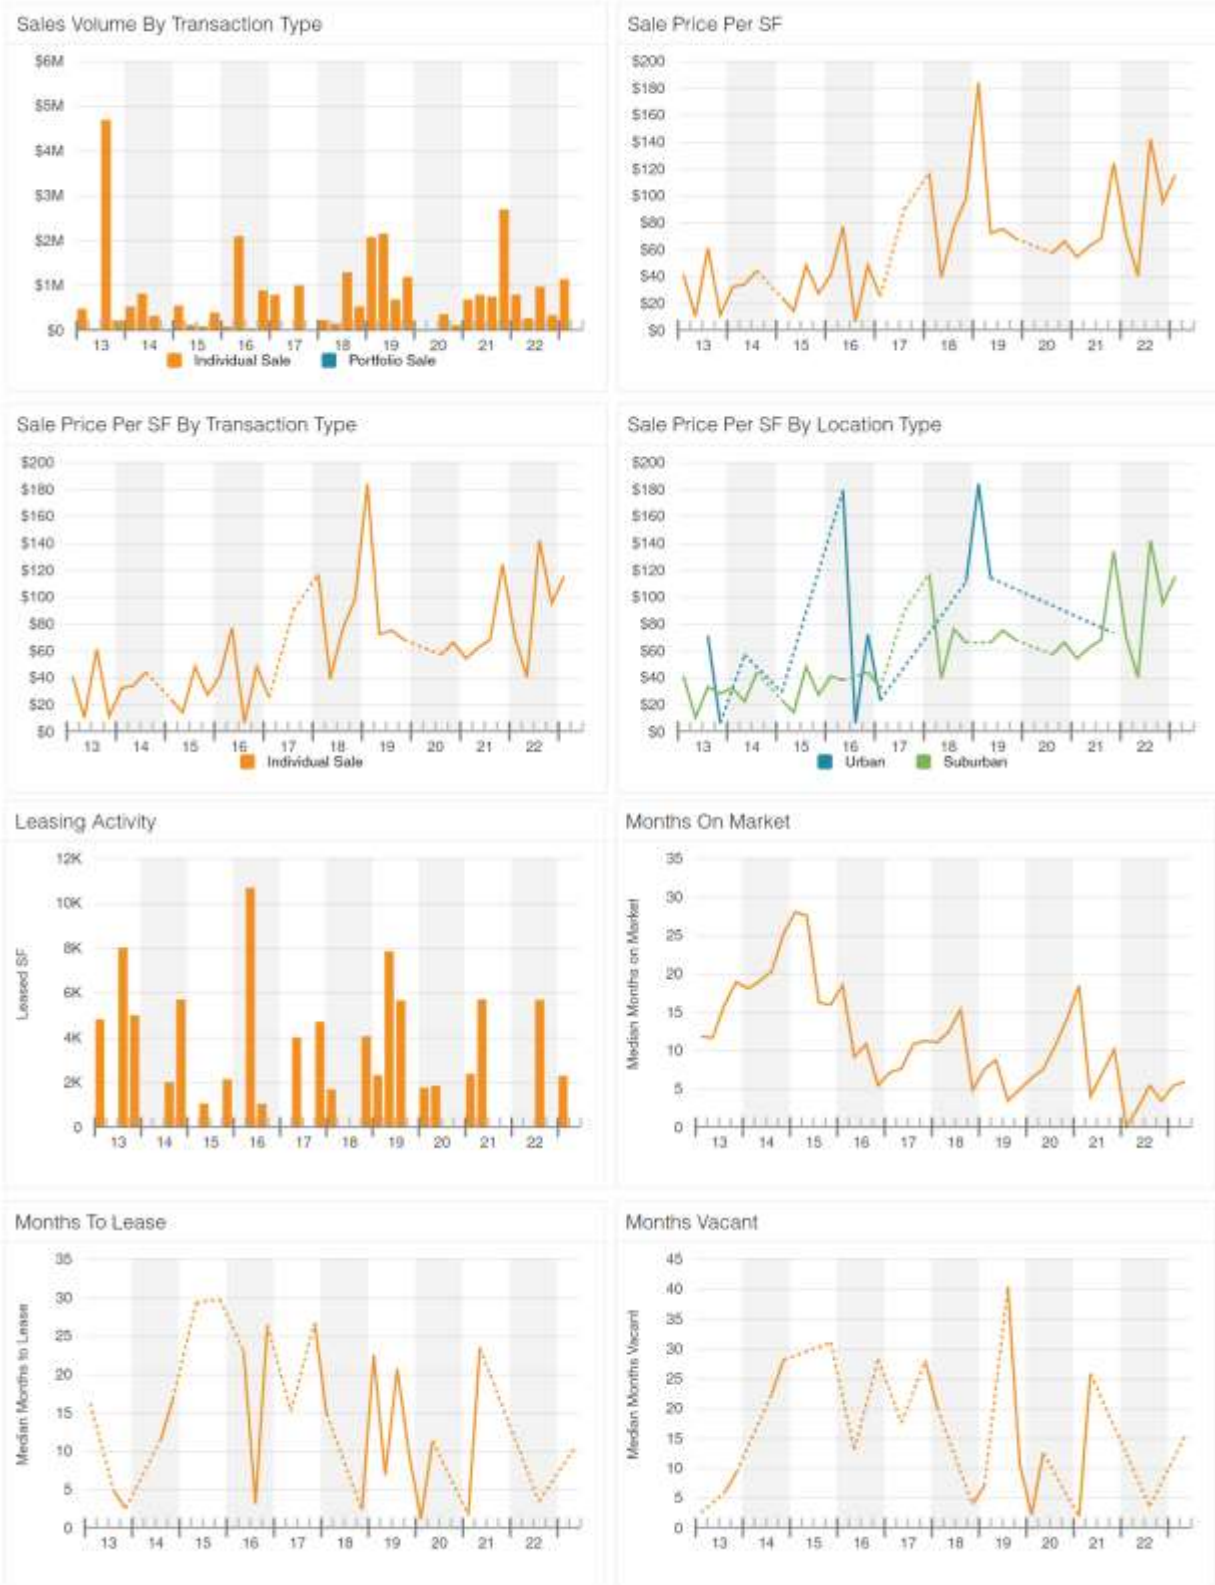 Sales Volume By Transaction Type
$6M
$5M
$4M
$3M
$2M
$1M
$0
13 14 15 16 17 18 19 20 21 22
Individual Sale Portfolio Sale
Sale Price Per SF
$200
$180
$160
$140
$120
$100
$80
$60
$40
$20
$0
13 14 15 16 17 18 19 20 21 22
Sale Price Per SF By Transaction Type
$200
$180
$160
$140
$120
$100
$80
$60
$40
$20
$0
13 14 15 16 17 18 19 20 21 22
Individual Sale
Sale Price Per SF By Location Type
$200
$180
$160
$140
$120
$100
$80
$60
$40
$20
$0
13 14 15 16 17 18 19 20 21 22
Urban Suburban
Leasing Activity
Leased SF
12K
10K
8K
6K
4K
2K
0
13 14 15 16 17 18 19 20 21 22
Months On Market
Median Months on Market
35
30
25
20
15
10
5
0
13 14 15 16 17 18 19 20 21 22
Months To Lease
Median Months to Lease
35
30
25
20
15
10
5
0
13 14 15 16 17 18 19 20 21 22
Months Vacant
Median Months Vacant
45
40
35
30
25
20
15
10
5
0
13 14 15 16 17 18 19 20 21 22